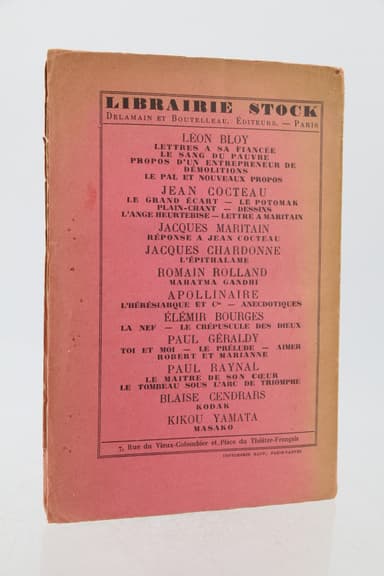 LIBRAIRIE STOCK
DELAMAIN ET BOUTELLEAU, ÉDITEURS. — PARIS
LÉON BLOY
LETTRES A SA FIANCÉE
LE SANG DU PAUVRE
PROPOS D'UN ENTREPRENEUR DE
DÉMOLITIONS
LE PAL ET NOUVEAUX PROPOS
JEAN COCTEAU
LE GRAND ÉCART — LE POTOMAK
PLAIN-CHANT — DESSINS
L'ANGE HEURTEBISE — LETTRE A MARITAIN
JACQUES MARITAIN
RÉPONSE A JEAN COCTEAU
JACQUES CHARDONNE
L'ÉPITHALAME
ROMAIN ROLLAND
MAHATMA GANDHI
APOLLINAIRE
L'HÉRÉSIARQUE ET Cie — ANECDOTIQUES
ÉLÉMIR BOURGES
LA NEF — LE CRÉPUSCULE DES DIEUX
PAUL GÉRALDY
TOI ET MOI — LE PRÉLUDE — AIMER
ROBERT ET MARIANNE
PAUL RAYNAL
LE MAITRE DE SON CŒUR
LE TOMBEAU SOUS L'ARC DE TRIOMPHE
BLAISE CENDRARS
KODAK
KIKOU YAMATA
MASAKO
7, Rue du Vieux-Colombier et Place du Théâtre-Français